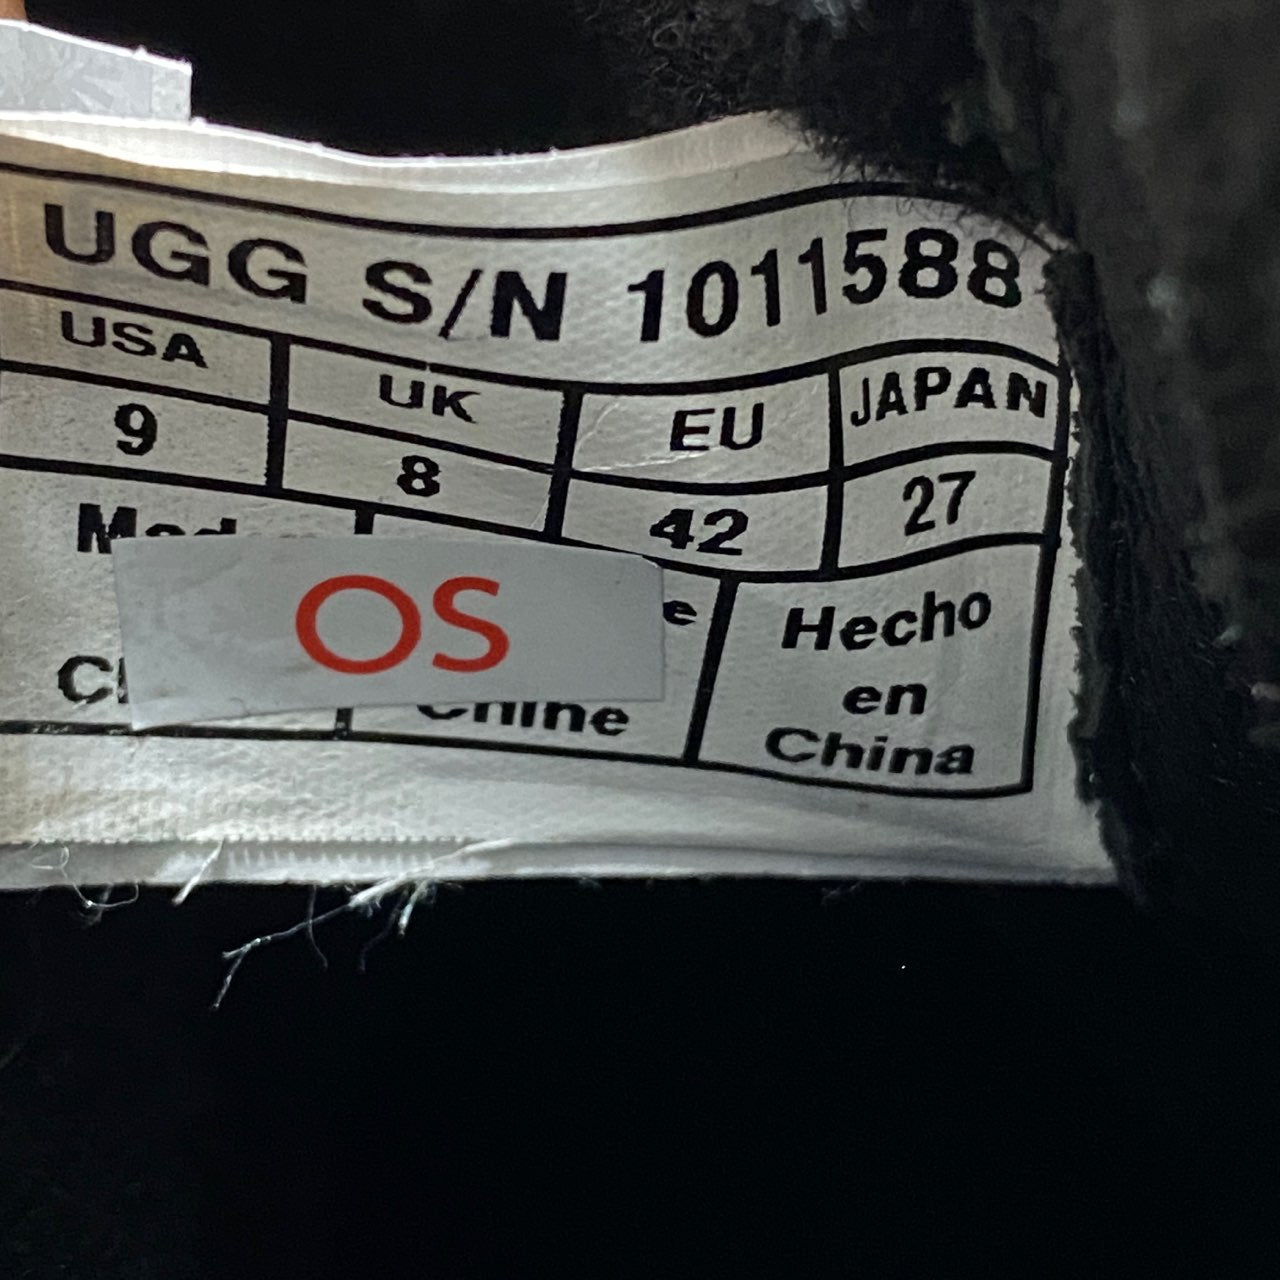 UGG S/N 1011588
USA UK EU JAPAN
9 8 42 27
Hecho
OS
en
China